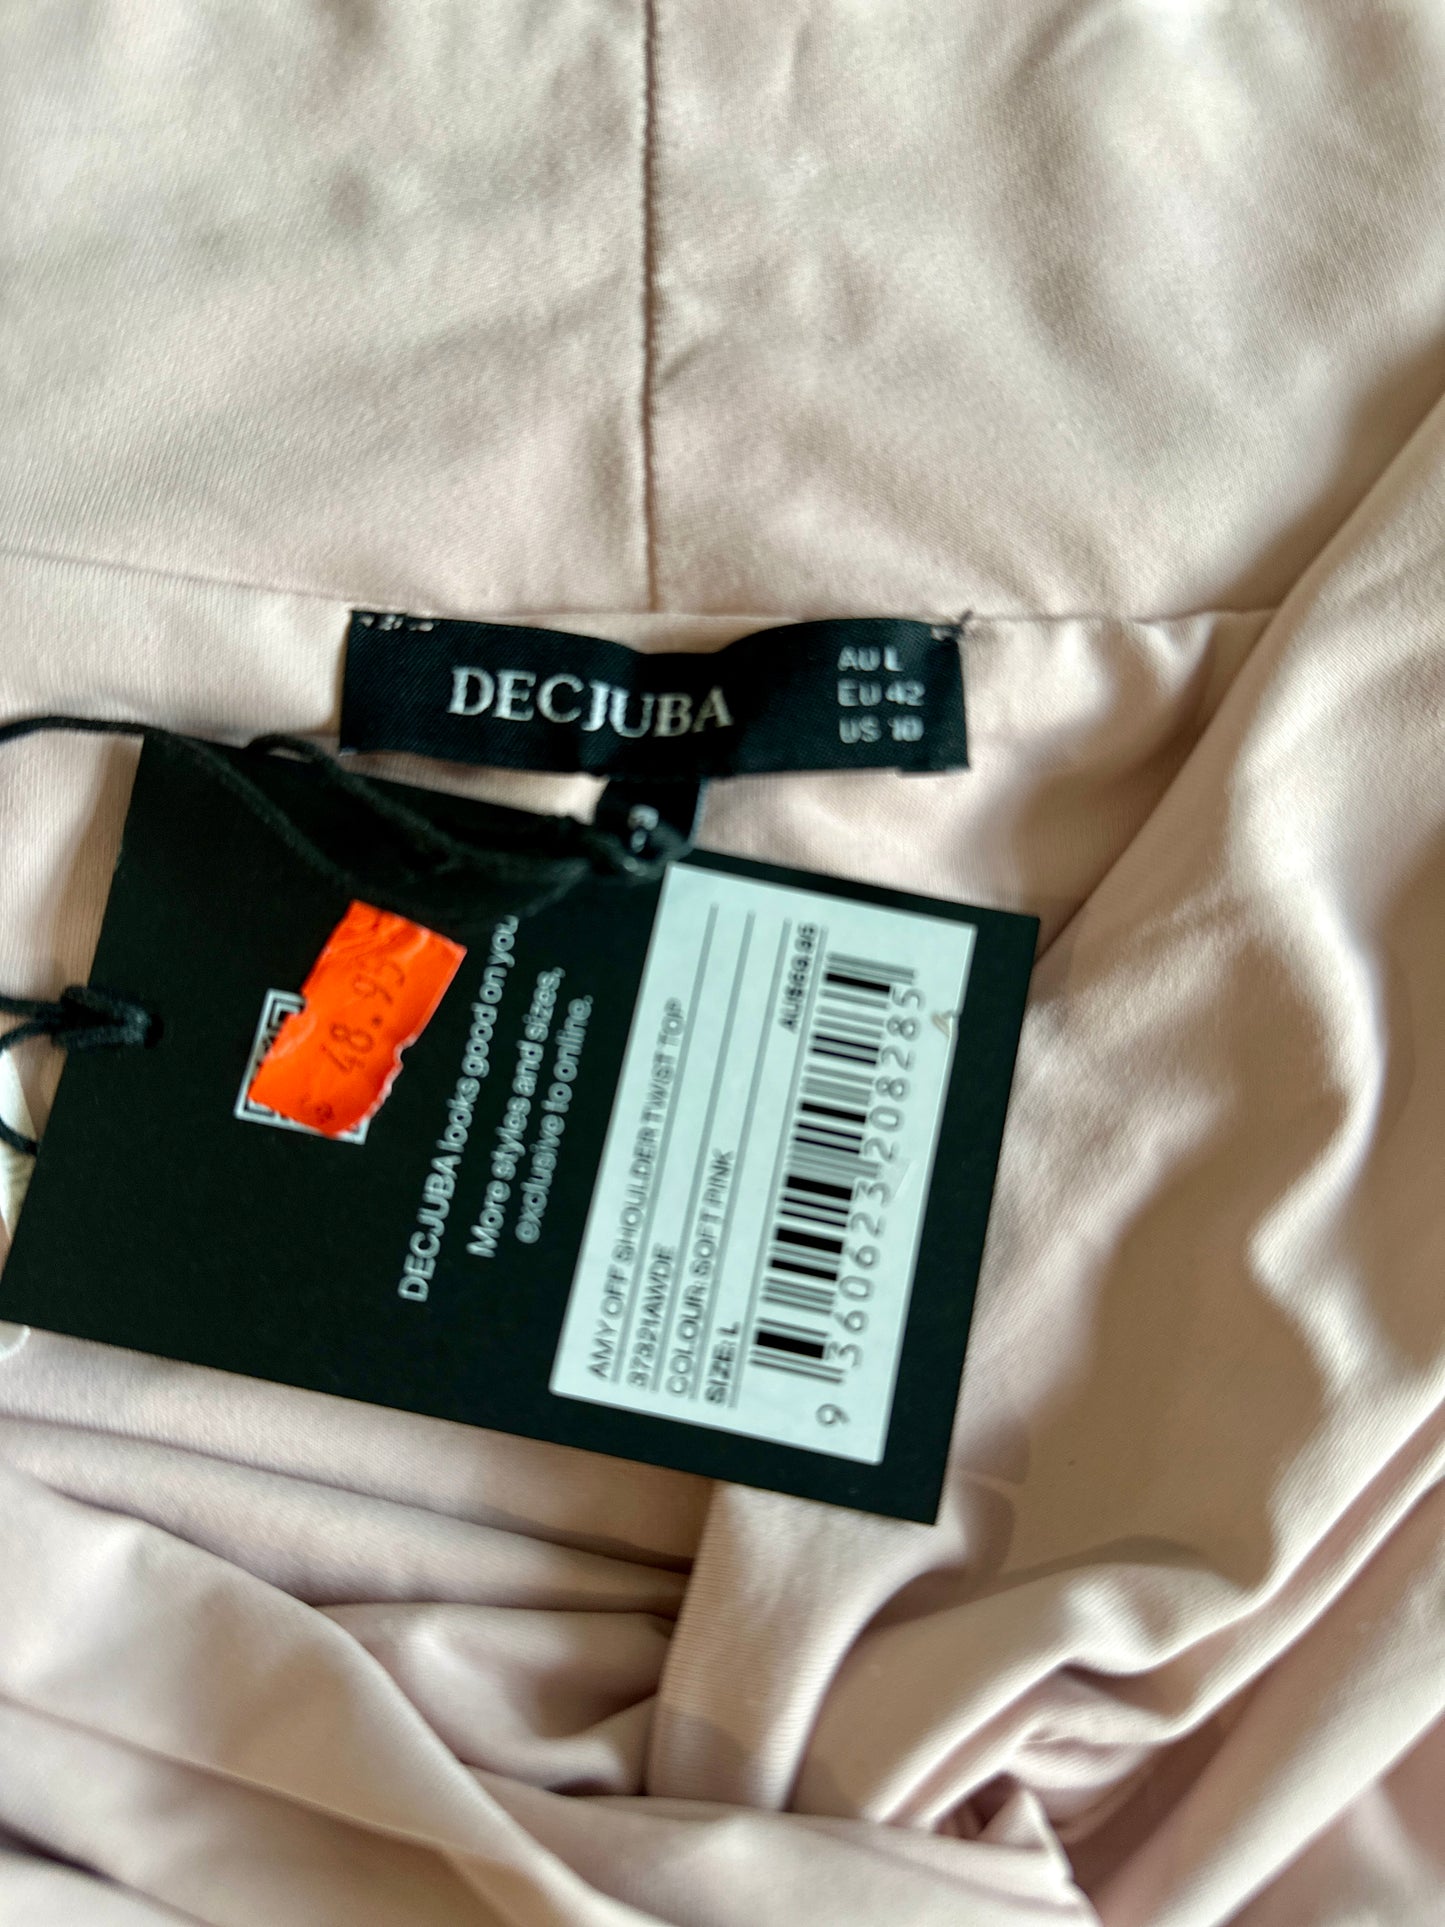 DECJUBA
AU L
EU 42
US 10
48.95
DECJUBA looks good on you
More styles and sizes,
exclusive to online.
AMY OFF SHOULDER TWIST TOP
37321AWDE
COLOUR: SOFT PINK
SIZE: L
9 360623 208285